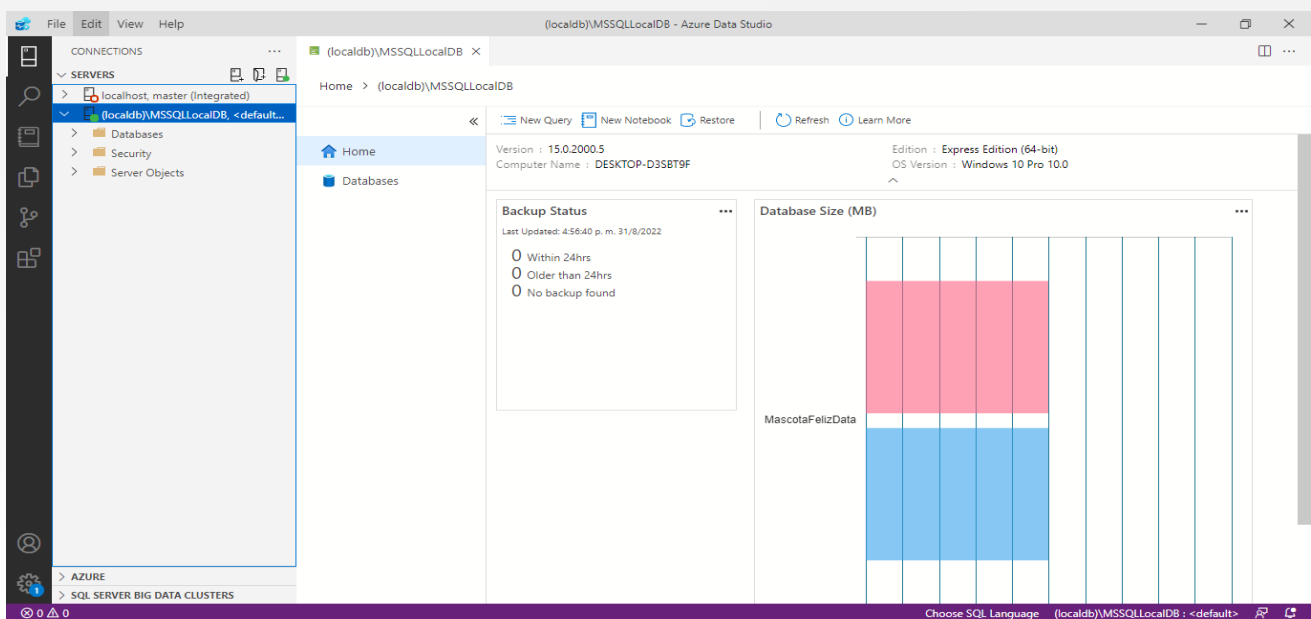 File Edit View Help
(localdb)\MSSQLLocalDB - Azure Data Studio
CONNECTIONS
SERVERS
localhost, master (Integrated)
(localdb)\MSSQLLocalDB, <default...
Databases
Security
Server Objects
AZURE
SQL SERVER BIG DATA CLUSTERS
(localdb)\MSSQLLocalDB
Home > (localdb)\MSSQLLocalDB
New Query New Notebook Restore Refresh Learn More
Home
Databases
Version : 15.0.2000.5
Computer Name : DESKTOP-D3SBT9F
Edition : Express Edition (64-bit)
OS Version : Windows 10 Pro 10.0
Backup Status
Last Updated: 4:56:40 p. m. 31/8/2022
0 Within 24hrs
0 Older than 24hrs
0 No backup found
Database Size (MB)
MascotaFelizData
1
0 0
Choose SQL Language (localdb)\MSSQLLocalDB : <default>